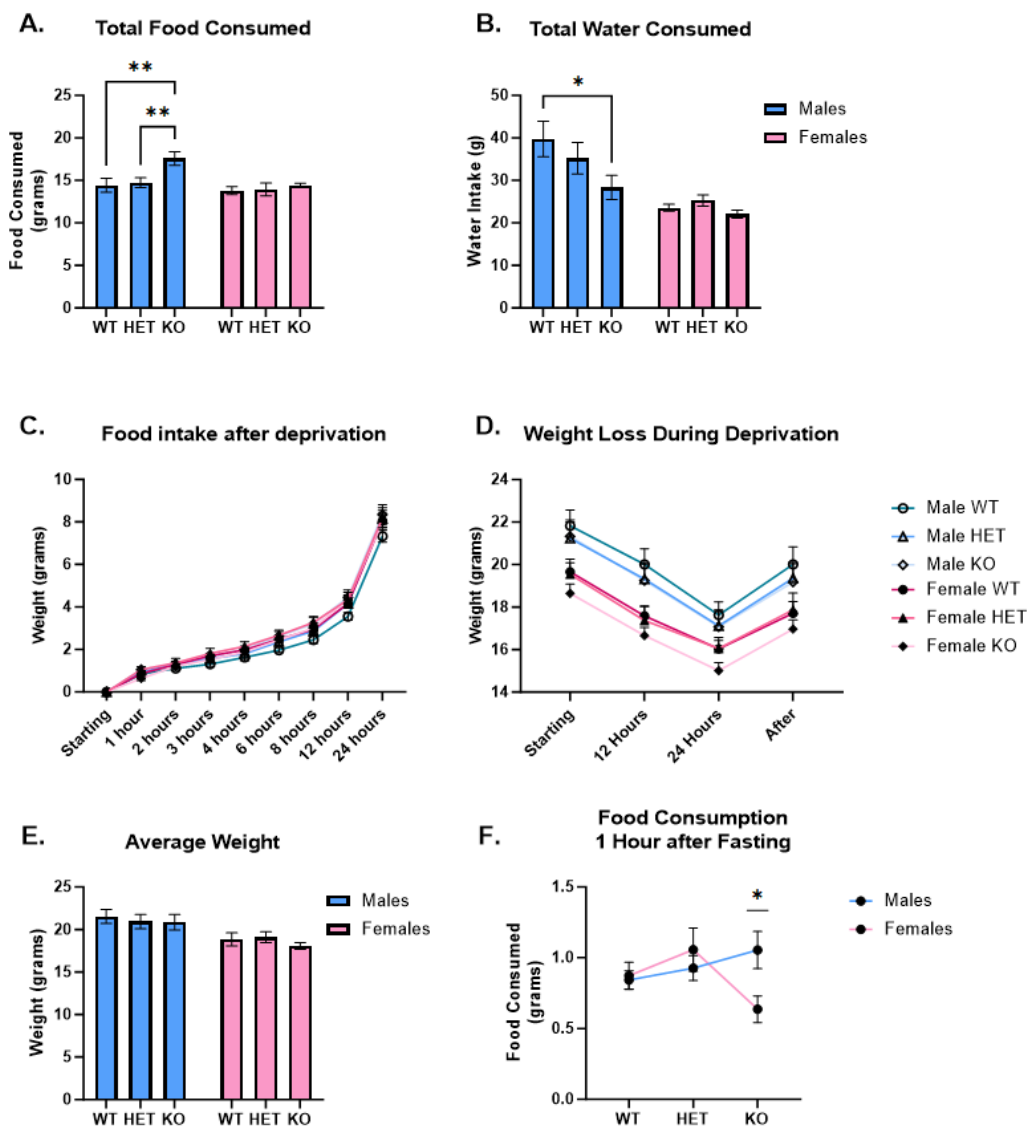 A.
Total Food Consumed
**
**
Food Consumed
(grams)
25
20
15
10
5
0
WT HET KO
WT HET KO
B.
Total Water Consumed
*
Water Intake (g)
50
40
30
20
10
0
WT HET KO
WT HET KO
Males
Females
C.
Food intake after deprivation
Weight (grams)
10
8
6
4
2
0
Starting
1 hour
2 hours
3 hours
4 hours
6 hours
8 hours
12 hours
24 hours
D.
Weight Loss During Deprivation
Weight (grams)
24
22
20
18
16
14
Starting
12 Hours
24 Hours
After
Male WT
Male HET
Male KO
Female WT
Female HET
Female KO
E.
Average Weight
Weight (grams)
25
20
15
10
5
0
WT HET KO
WT HET KO
Males
Females
F.
Food Consumption
1 Hour after Fasting
*
Food Consumed
(grams)
1.5
1.0
0.5
0.0
WT
HET
KO
Males
Females